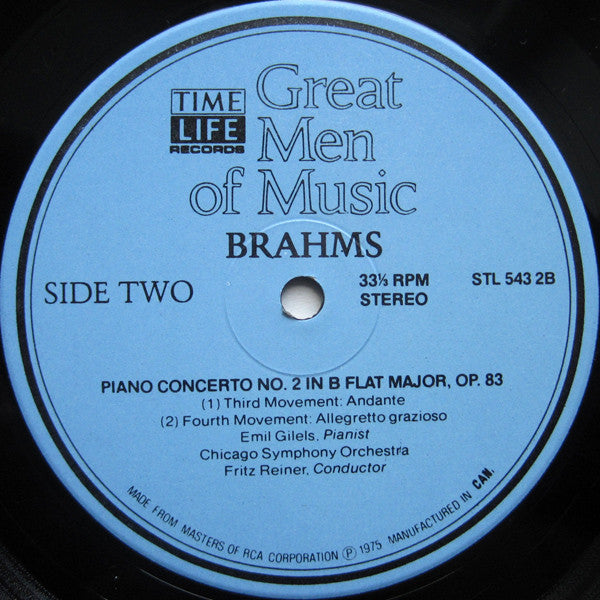 TIME
LIFE
RECORDS
Great
Men
of Music
BRAHMS
SIDE TWO
33⅓ RPM
STEREO
STL 543 2B
PIANO CONCERTO NO. 2 IN B FLAT MAJOR, OP. 83
(1) Third Movement: Andante
(2) Fourth Movement: Allegretto grazioso
Emil Gilels, Pianist
Chicago Symphony Orchestra
Fritz Reiner, Conductor
MADE FROM MASTERS OF RCA CORPORATION Ⓟ 1975 MANUFACTURED IN CAN.